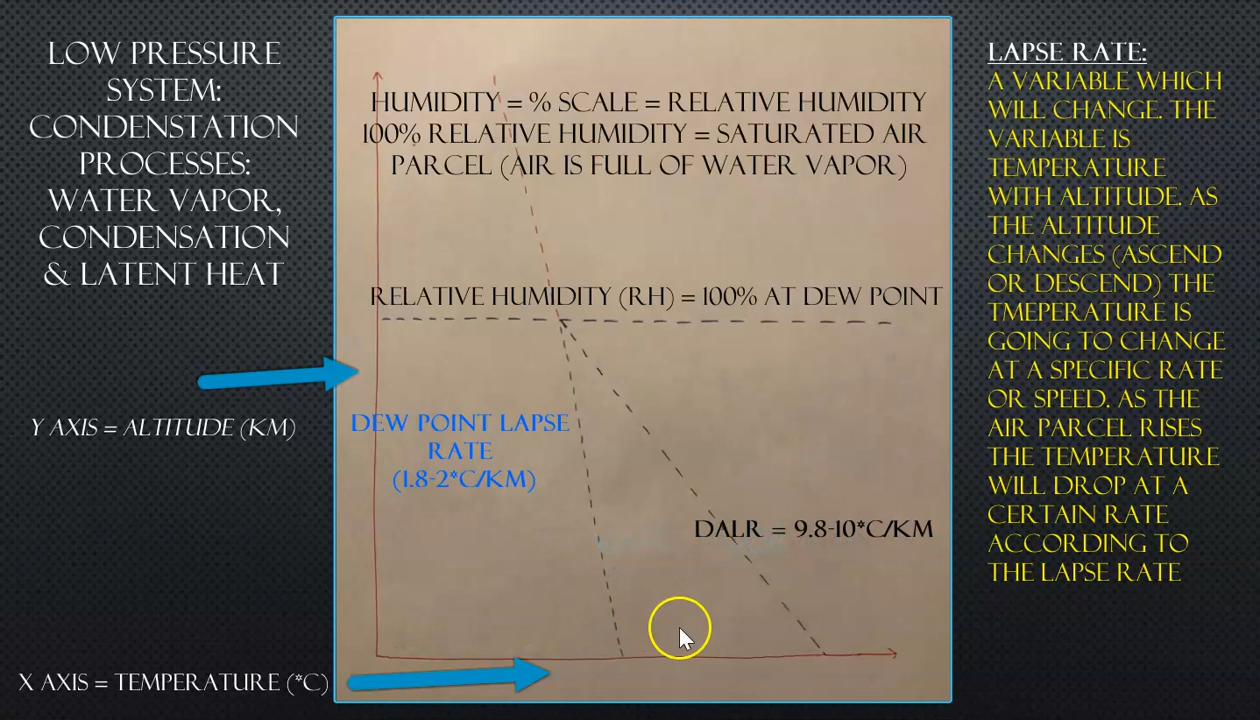 LOW PRESSURE
SYSTEM:
CONDENSTATION
PROCESSES:
WATER VAPOR,
CONDENSATION
& LATENT HEAT
Y AXIS = ALTITUDE (KM)
X AXIS = TEMPERATURE (*C)
HUMIDITY = % SCALE = RELATIVE HUMIDITY
100% RELATIVE HUMIDITY = SATURATED AIR
PARCEL (AIR IS FULL OF WATER VAPOR)
RELATIVE HUMIDITY (RH) = 100% AT DEW POINT
DEW POINT LAPSE
RATE
(1.8-2*C/KM)
DALR = 9.8-10*C/KM
LAPSE RATE:
A VARIABLE WHICH
WILL CHANGE. THE
VARIABLE IS
TEMPERATURE
WITH ALTITUDE. AS
THE ALTITUDE
CHANGES (ASCEND
OR DESCEND) THE
TMEPERATURE IS
GOING TO CHANGE
AT A SPECIFIC RATE
OR SPEED. AS THE
AIR PARCEL RISES
THE TEMPERATURE
WILL DROP AT A
CERTAIN RATE
ACCORDING TO
THE LAPSE RATE